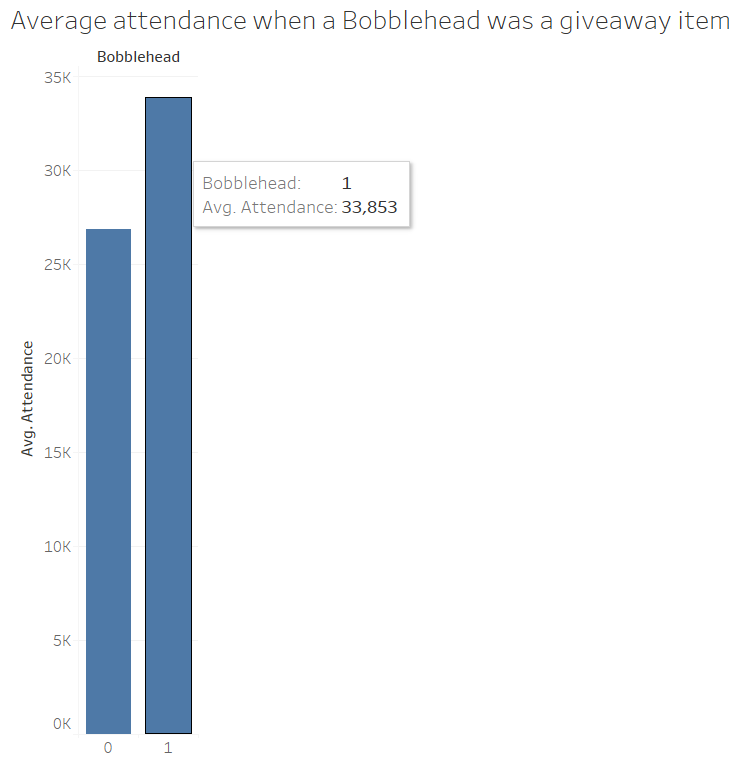 Average attendance when a Bobblehead was a giveaway item
Bobblehead
35K
30K
25K
20K
15K
10K
5K
0K
Avg. Attendance
0 1
Bobblehead: 1
Avg. Attendance: 33,853